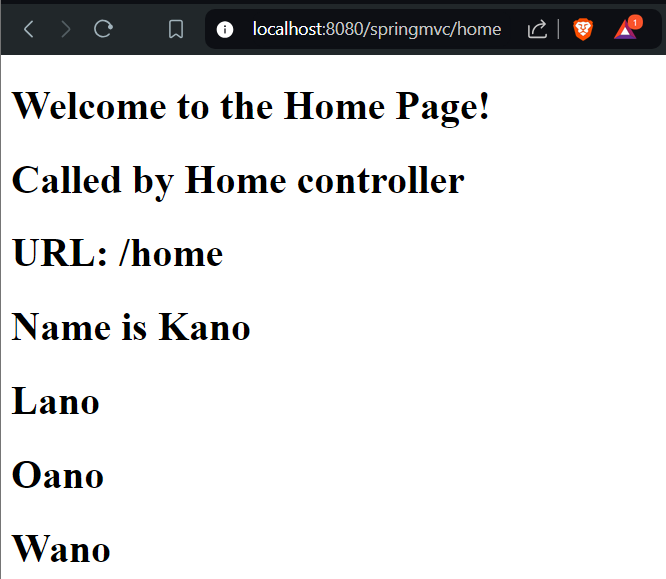 localhost:8080/springmvc/home
1
Welcome to the Home Page!
Called by Home controller
URL: /home
Name is Kano
Lano
Oano
Wano